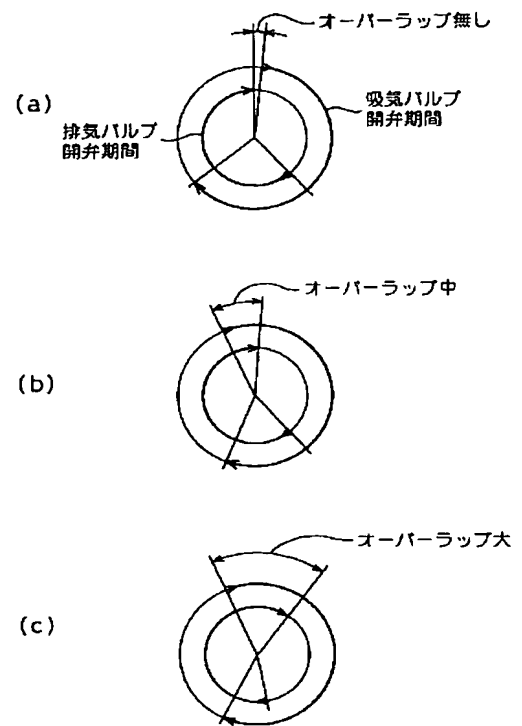 オーバーラップ無し
(a)
吸気バルブ
開弁期間
排気バルブ
開弁期間
オーバーラップ中
(b)
オーバーラップ大
(c)